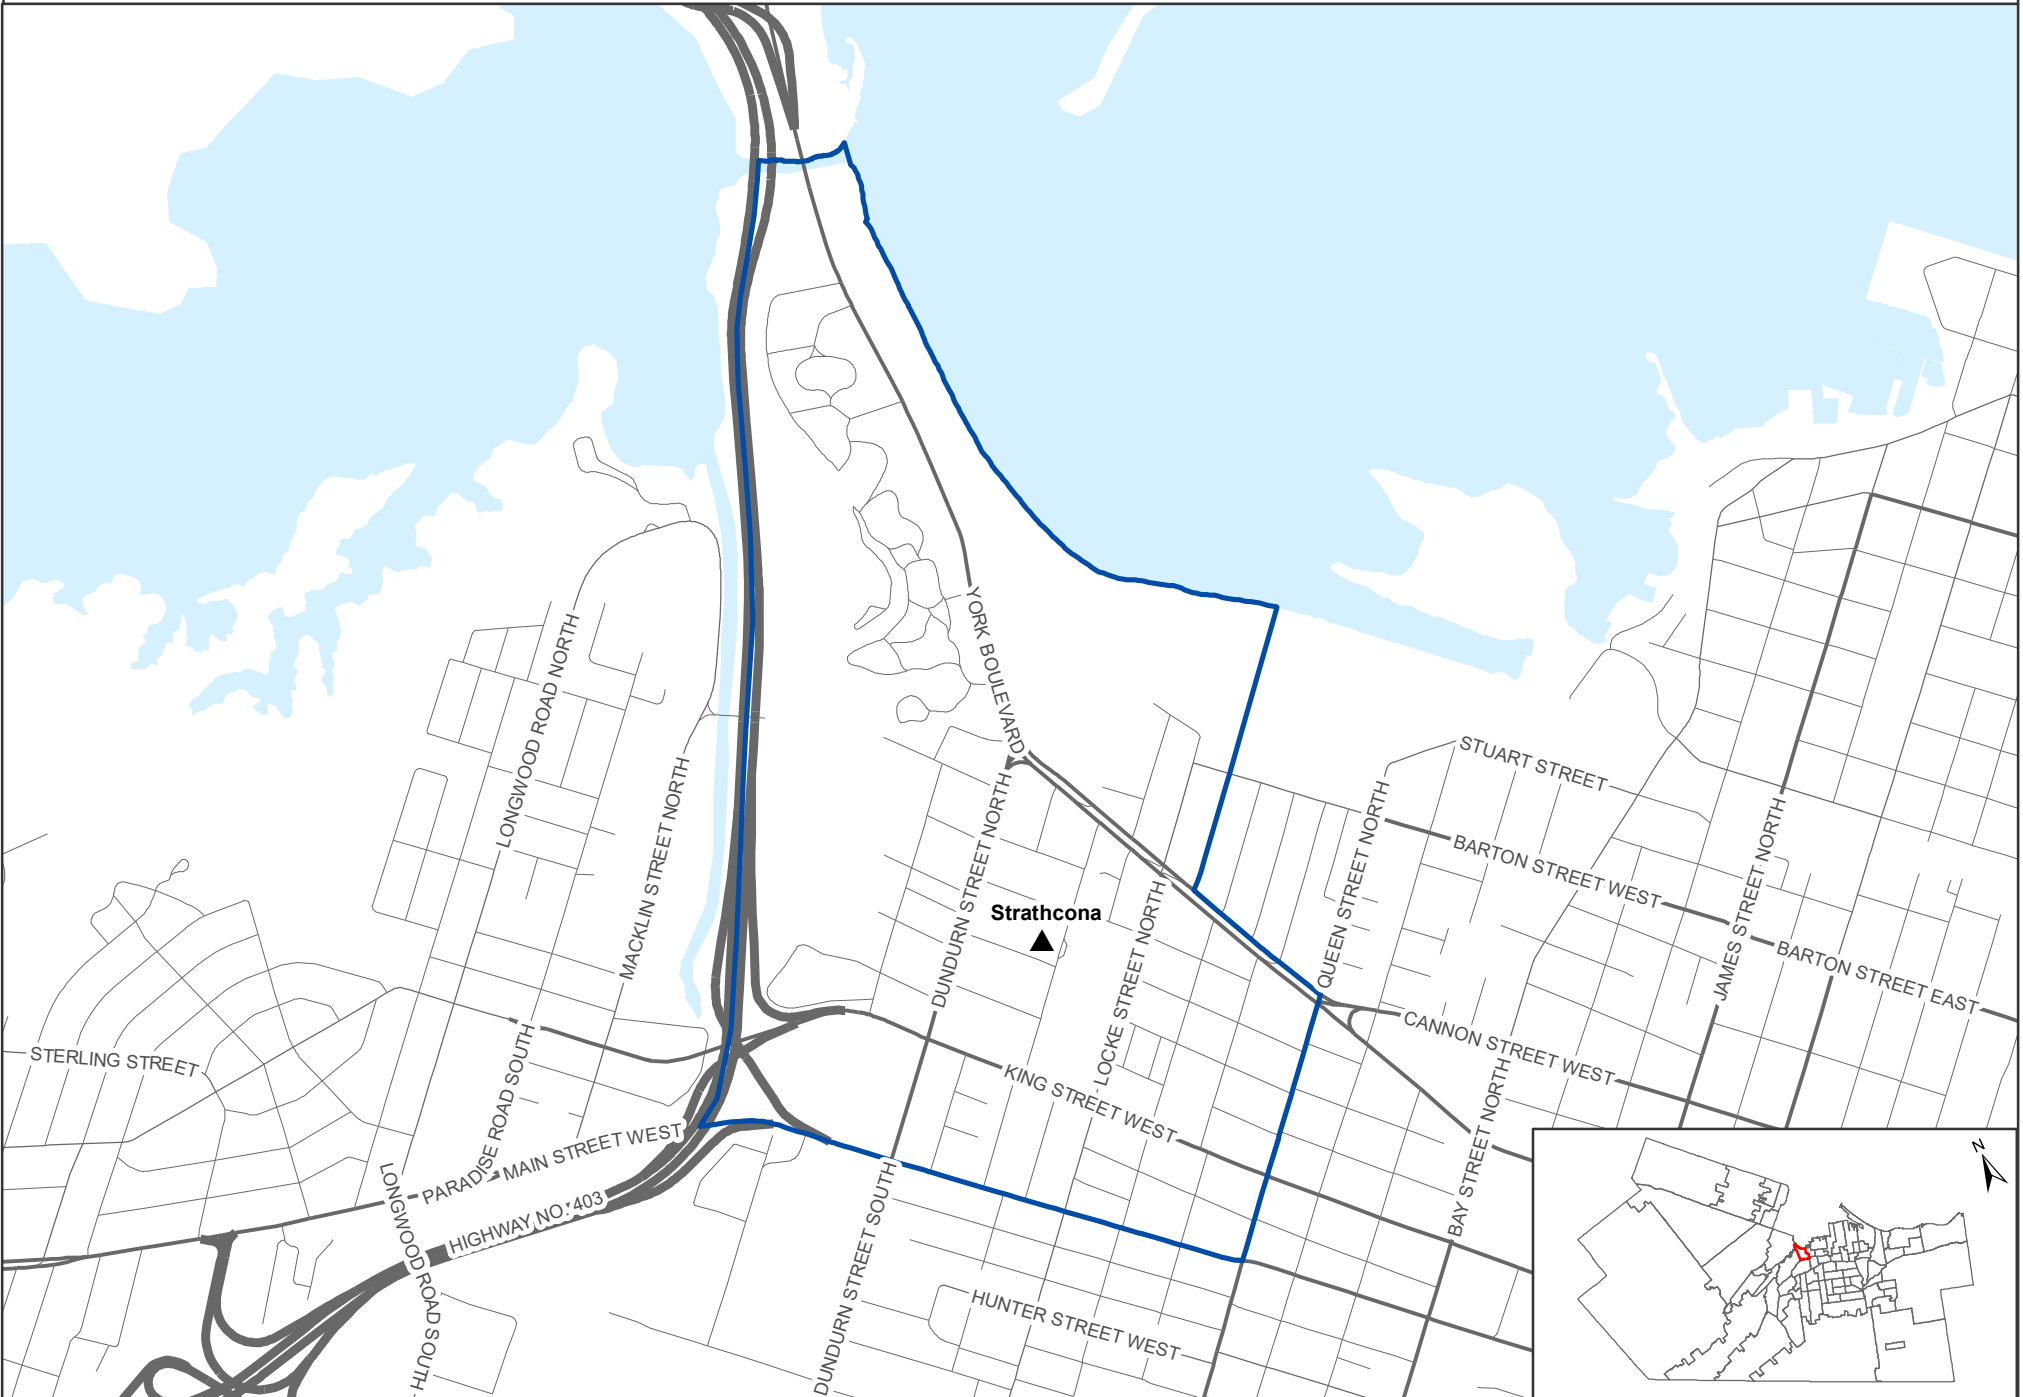 YORK BOULEVARD
LONGWOOD ROAD NORTH
STUART STREET
MACKLIN STREET NORTH
DUNDURN STREET NORTH
QUEEN STREET NORTH
BARTON STREET WEST
JAMES STREET NORTH
Strathcona
LOCKE STREET NORTH
BARTON STREET EAST
CANNON STREET WEST
STERLING STREET
PARADISE ROAD SOUTH
KING STREET WEST
BAY STREET NORTH
MAIN STREET WEST
LONGWOOD ROAD SOUTH
HIGHWAY NO. 403
DUNDURN STREET SOUTH
HUNTER STREET WEST
N